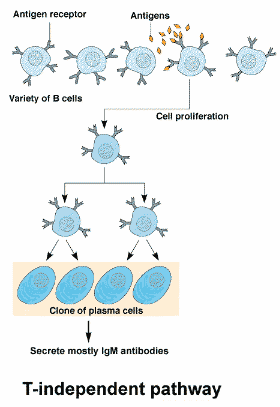 Antigen receptor
Antigens
Variety of B cells
Cell proliferation
Clone of plasma cells
Secrete mostly IgM antibodies
T-independent pathway